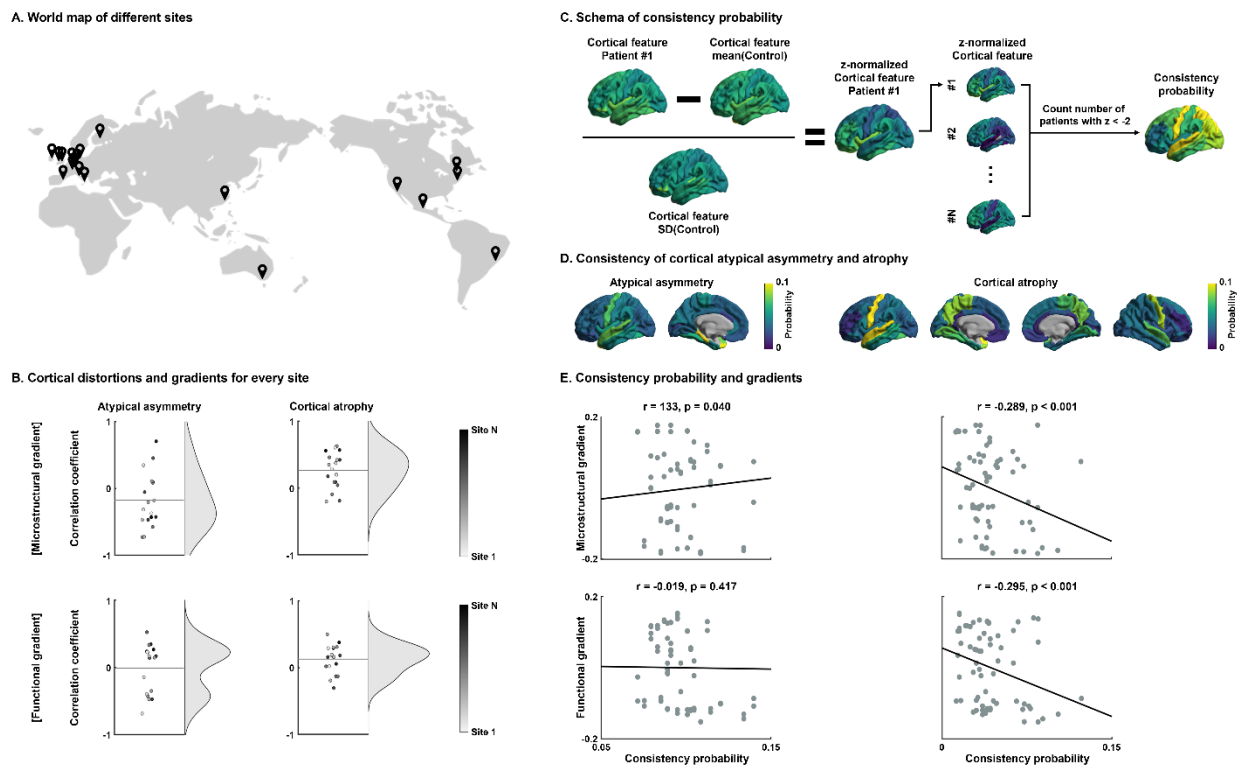 A. World map of different sites
C. Schema of consistency probability
Cortical feature
Patient #1
Cortical feature
mean(Control)
Cortical feature
SD(Control)
z-normalized
Cortical feature
Patient #1
z-normalized
Cortical feature
#1
#2
#N
Count number of
patients with z < -2
Consistency
probability
D. Consistency of cortical atypical asymmetry and atrophy
Atypical asymmetry
0.1
Probability
0
Cortical atrophy
0.1
Probability
0
B. Cortical distortions and gradients for every site
Atypical asymmetry
Cortical atrophy
[Microstructural gradient]
Correlation coefficient
1
0
-1
1
0
-1
Site N
Site 1
[Functional gradient]
Correlation coefficient
1
0
-1
1
0
-1
Site N
Site 1
E. Consistency probability and gradients
r = 133, p = 0.040
r = -0.289, p < 0.001
Microstructural gradient
0.2
-0.2
r = -0.019, p = 0.417
r = -0.295, p < 0.001
Functional gradient
0.2
-0.2
0.05
0.15
Consistency probability
0
0.15
Consistency probability